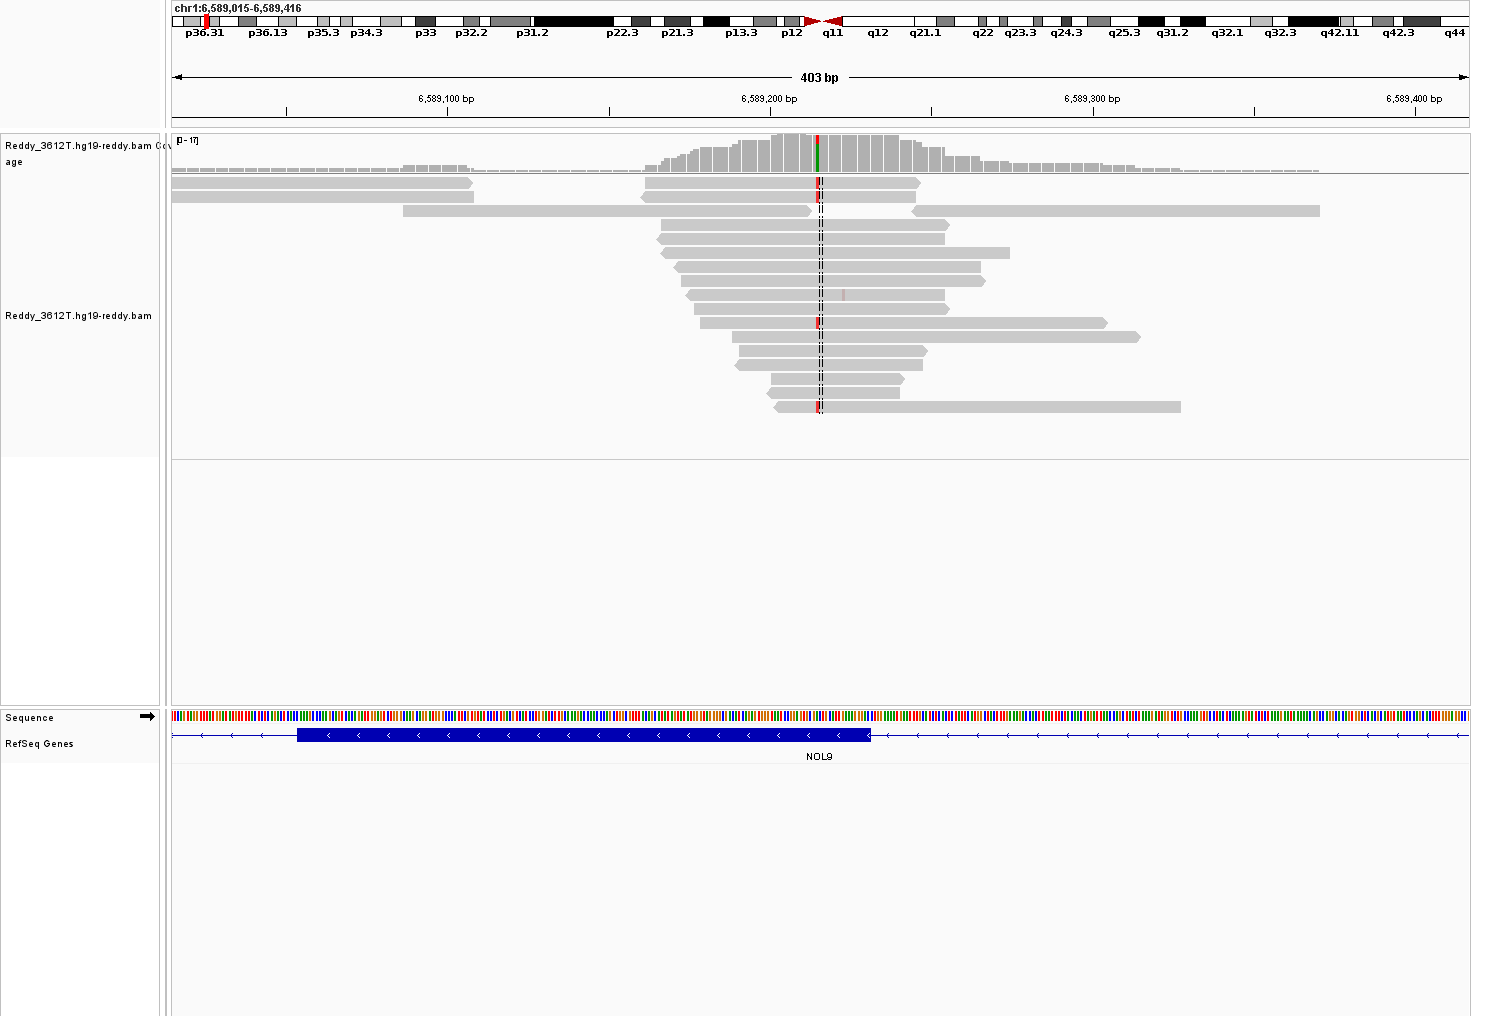 chr1:6,589,015-6,589,416
p36.31 p36.13 p35.3 p34.3 p33 p32.2 p31.2 p22.3 p21.3 p13.3 p12 q11 q12 q21.1 q22 q23.3 q24.3 q25.3 q31.2 q32.1 q32.3 q42.11 q42.3 q44
403 bp
6,589,100 bp 6,589,200 bp 6,589,300 bp 6,589,400 bp
Reddy_3612T.hg19-reddy.bam Cov
age
[0 - 17]
Reddy_3612T.hg19-reddy.bam
Sequence
RefSeq Genes
NOL9